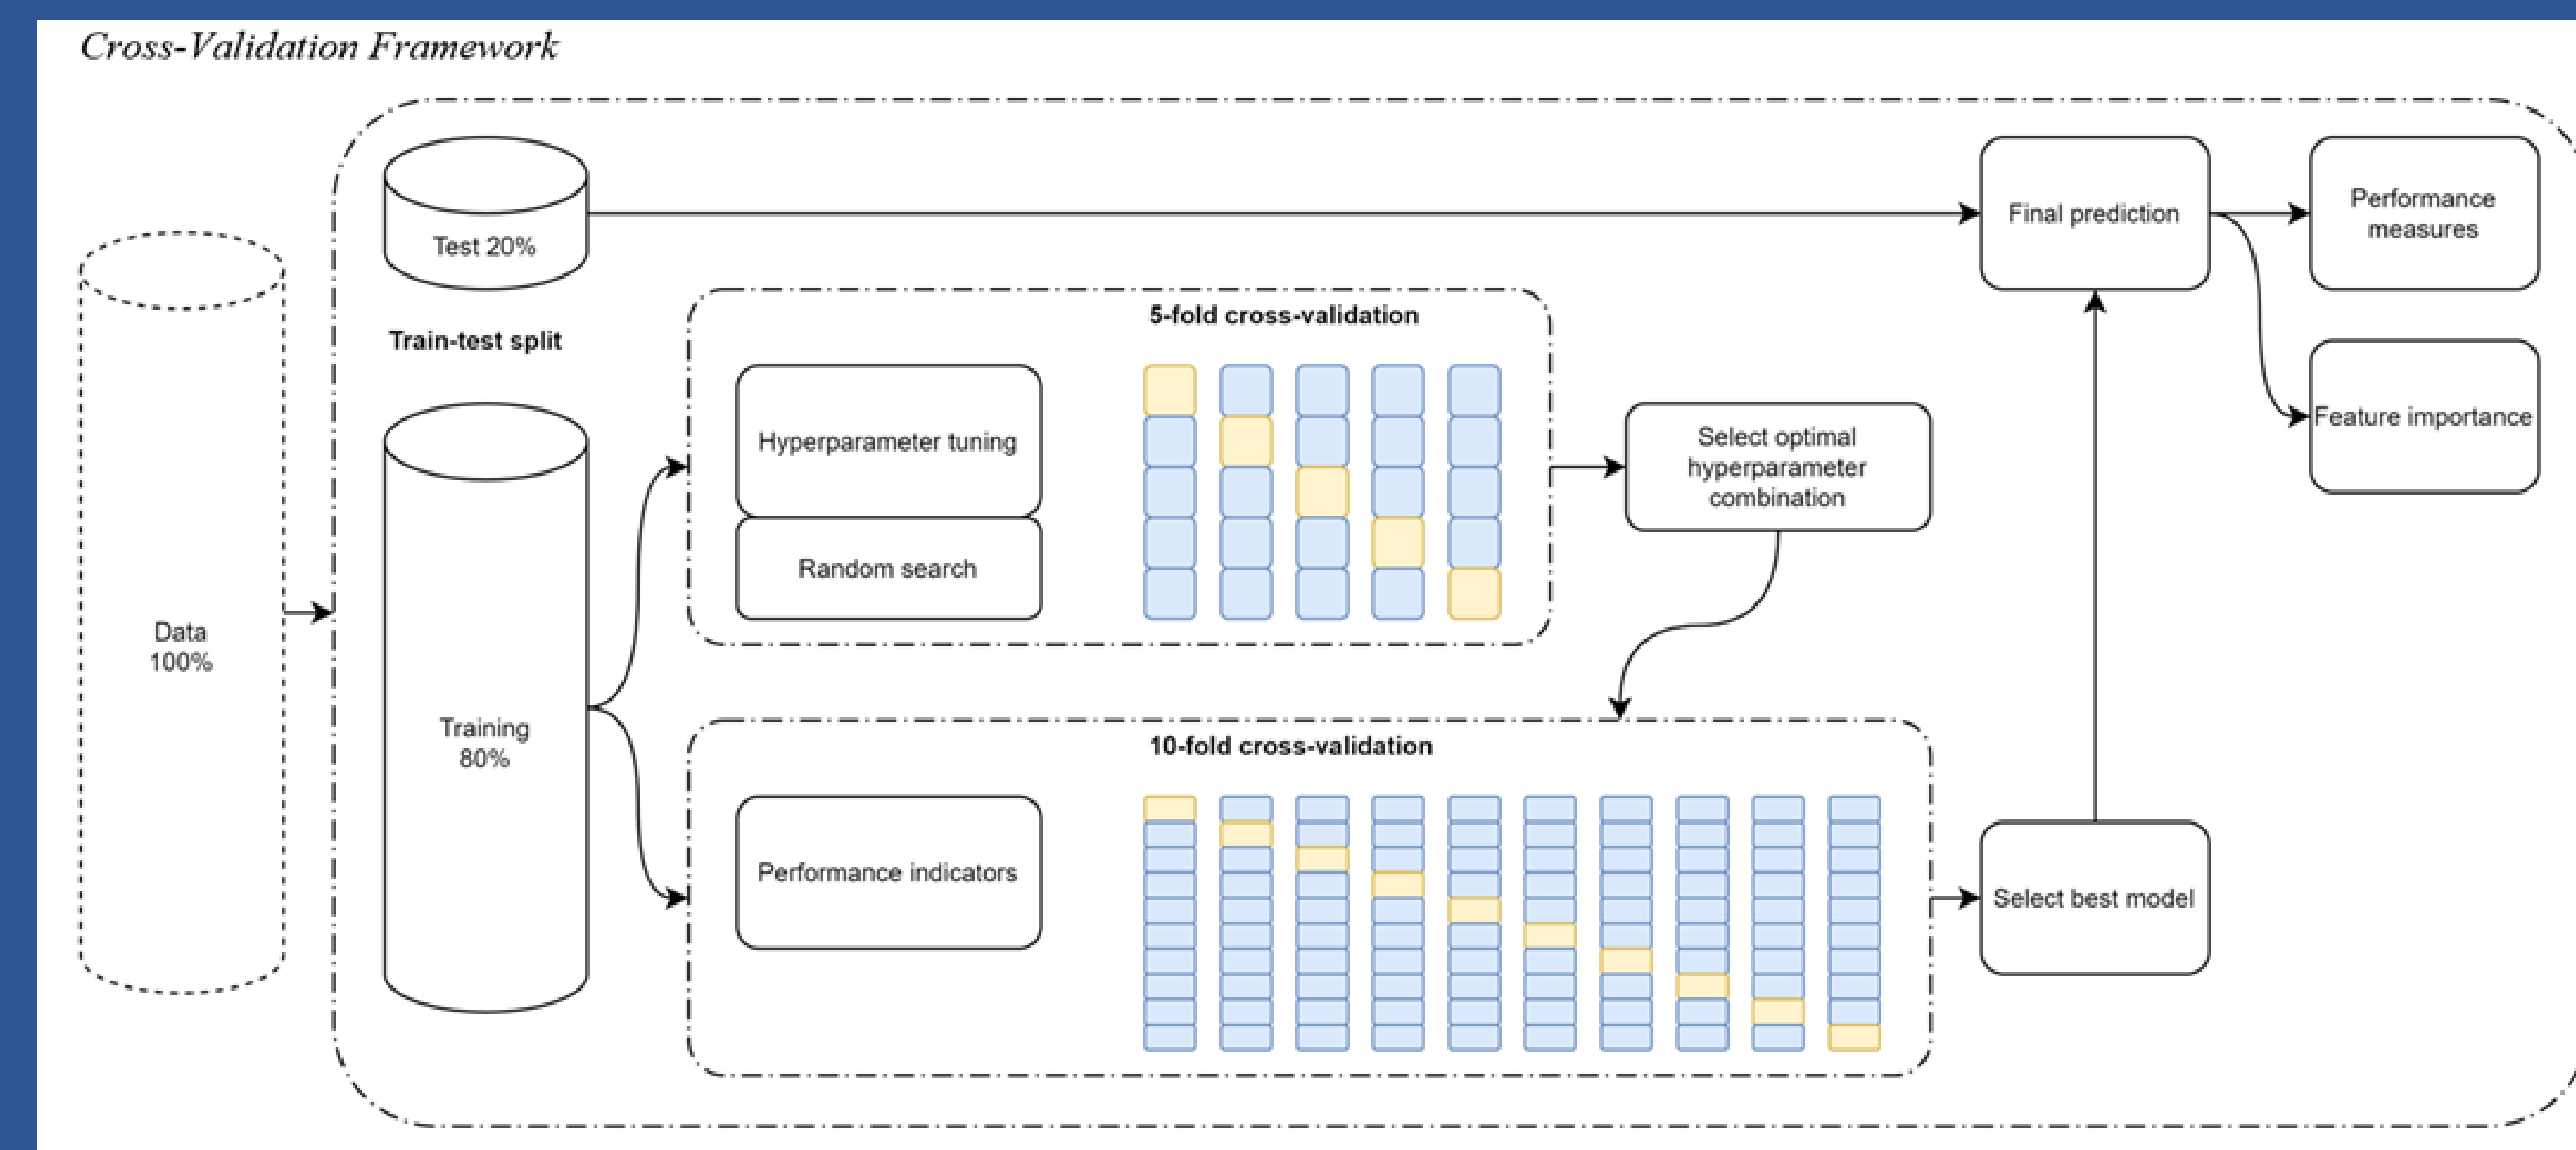 Cross-Validation Framework
Test 20%
Train-test split
Data
100%
Training
80%
5-fold cross-validation
Hyperparameter tuning
Random search
Select optimal
hyperparameter
combination
10-fold cross-validation
Performance indicators
Select best model
Final prediction
Performance
measures
Feature importance